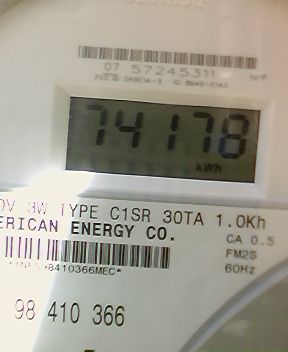 07 57245311
74178
kWh
3W TYPE C1SR 30TA 1.0Kh
ERICAN ENERGY CO.
CA 0.5
FM2S
60Hz
98 410 366